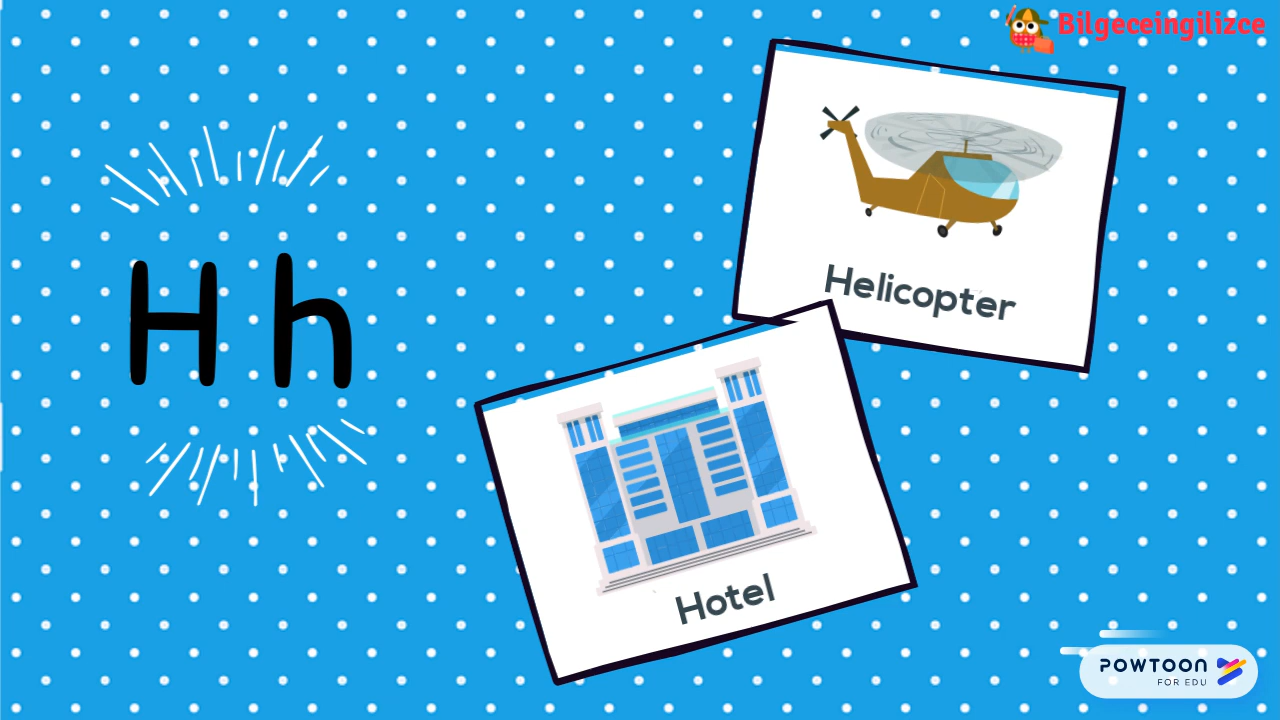 Bilgeceingilizce
H h
Helicopter
Hotel
POWTOON
FOR EDU